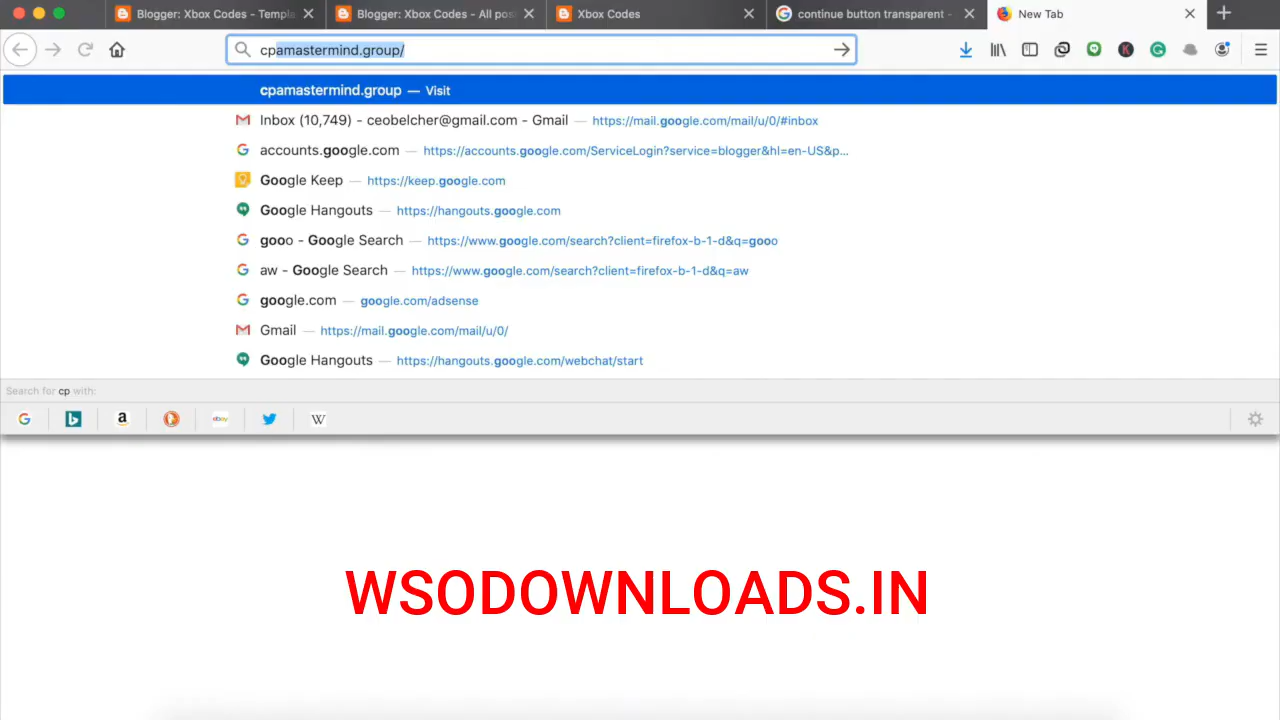 Blogger: Xbox Codes - Templa
Blogger: Xbox Codes - All pos
Xbox Codes
continue button transparent -
New Tab
cpamastermind.group/
cpamastermind.group — Visit
Inbox (10,749) - ceobelcher@gmail.com - Gmail — https://mail.google.com/mail/u/0/#inbox
accounts.google.com — https://accounts.google.com/ServiceLogin?service=blogger&hl=en-US&p...
Google Keep — https://keep.google.com
Google Hangouts — https://hangouts.google.com
gooo - Google Search — https://www.google.com/search?client=firefox-b-1-d&q=gooo
aw - Google Search — https://www.google.com/search?client=firefox-b-1-d&q=aw
google.com — google.com/adsense
Gmail — https://mail.google.com/mail/u/0/
Google Hangouts — https://hangouts.google.com/webchat/start
Search for cp with:
ebay
W
WSODOWNLOADS.IN